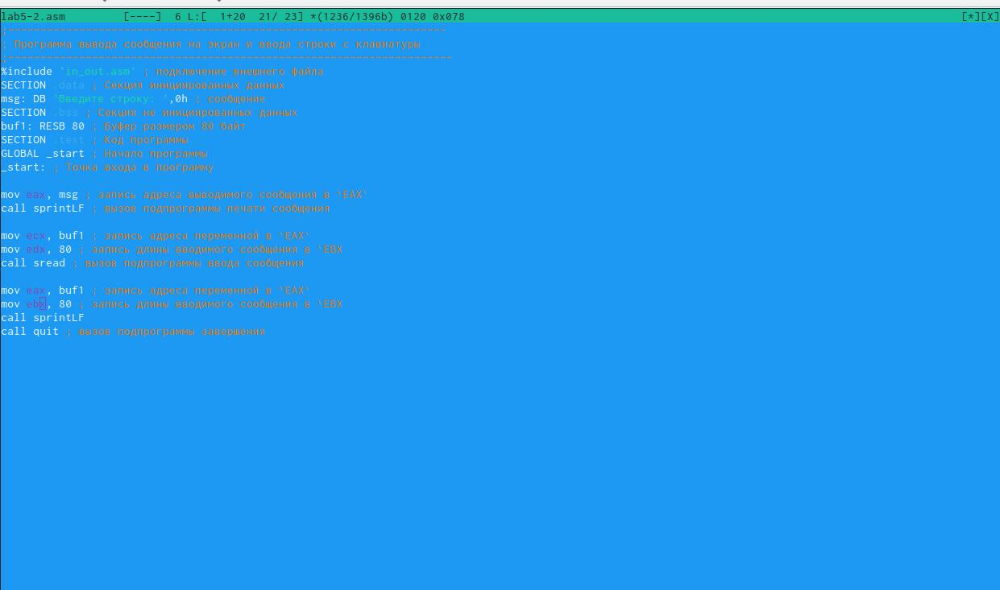 lab5-2.asm [----] 6 L:[ 1+20 21/ 23] *(1236/1396b) 0120 0x078 [*][X]
;--------------------------------------------------------------------
; Программа вывода сообщения на экран и ввода строки с клавиатуры
;---------------------------------------------------------------------
%include 'in_out.asm' ; подключение внешнего файла
SECTION .data ; Секция инициированных данных
msg: DB 'Введите строку: ',0h ; сообщение
SECTION .bss ; Секция не инициированных данных
buf1: RESB 80 ; Буфер размером 80 байт
SECTION .text ; Код программы
GLOBAL _start ; Начало программы
_start: ; Точка входа в программу
mov eax, msg ; запись адреса выводимого сообщения в `EAX`
call sprintLF ; вызов подпрограммы печати сообщения
mov ecx, buf1 ; запись адреса переменной в `EAX`
mov edx, 80 ; запись длины вводимого сообщения в `EBX
call sread ; вызов подпрограммы ввода сообщения
mov eax, buf1 ; запись адреса переменной в `EAX`
mov ebx, 80 ; запись длины вводимого сообщения в `EBX
call sprintLF
call quit ; вызов подпрограммы завершения